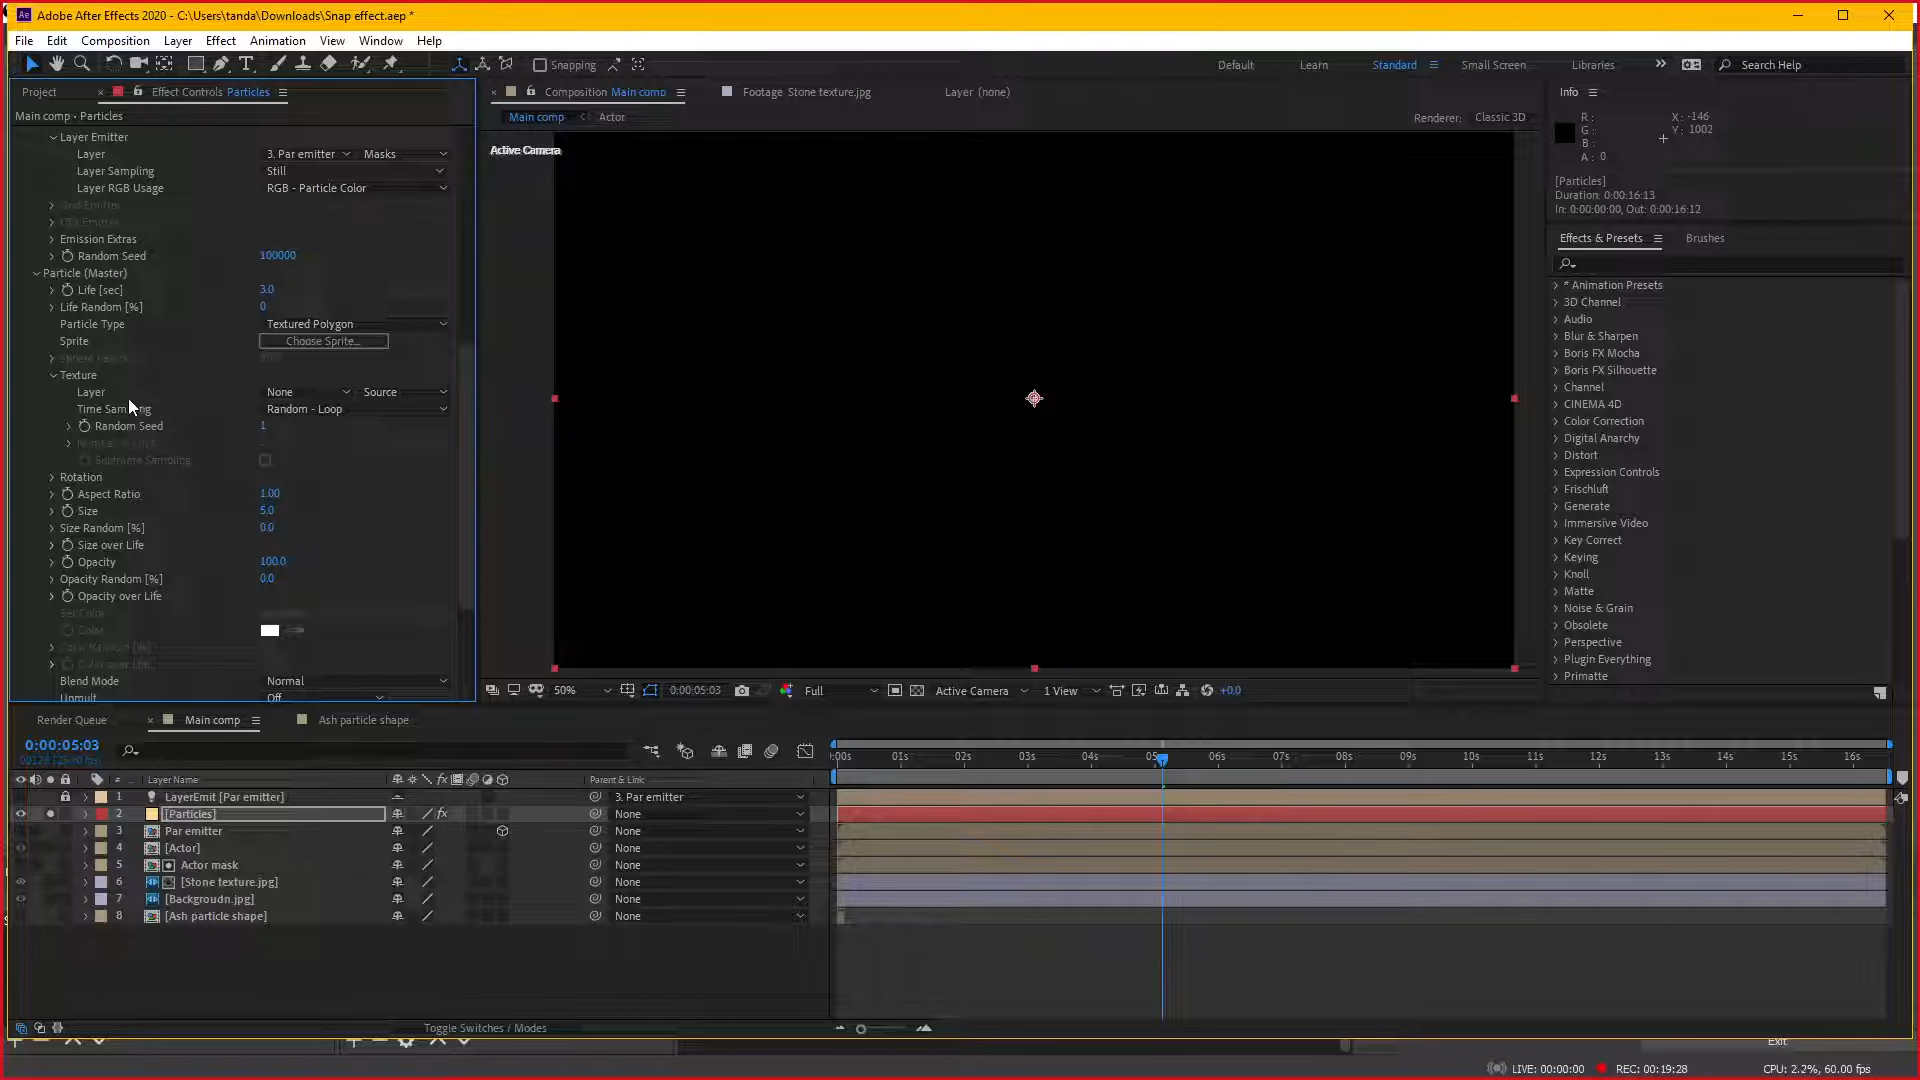 Adobe After Effects 2020 - C:\Users\tanda\Downloads\Snap effect.aep *
File Edit Composition Layer Effect Animation View Window Help
Snapping Default Learn Standard Small Screen Libraries Search Help
Project Effect Controls Particles
Composition Main comp Footage Stone texture.jpg Layer (none)
Info
Main comp • Particles
Main comp Actor Renderer: Classic 3D
Active Camera
R :
G :
B :
A : 0
X : -146
Y : 1002
[Particles]
Duration: 0:00:16:13
In: 0:00:00:00, Out: 0:00:16:12
Layer Emitter
Layer 3. Par emitter Masks
Layer Sampling Still
Layer RGB Usage RGB - Particle Color
Grid Emitter
OBJ Emitter
Emission Extras
Random Seed 100000
Particle (Master)
Life [sec] 3.0
Life Random [%] 0
Particle Type Textured Polygon
Sprite Choose Sprite...
Texture
Layer None Source
Time Sampling Random - Loop
Random Seed 1
Subframe Sampling
Rotation
Aspect Ratio 1.00
Size 5.0
Size Random [%] 0.0
Size over Life
Opacity 100.0
Opacity Random [%] 0.0
Opacity over Life
Set Color
Color
Color Random [%]
Color over Life
Blend Mode Normal
Unmult Off
Effects & Presets Brushes
* Animation Presets
3D Channel
Audio
Blur & Sharpen
Boris FX Mocha
Boris FX Silhouette
Channel
CINEMA 4D
Color Correction
Digital Anarchy
Distort
Expression Controls
Frischluft
Generate
Immersive Video
Key Correct
Keying
Knoll
Matte
Noise & Grain
Obsolete
Perspective
Plugin Everything
Primatte
50% 0:00:05:03 Full Active Camera 1 View +0.0
Render Queue Main comp Ash particle shape
0:00:05:03
:00s 01s 02s 03s 04s 05 06s 07s 08s 09s 10s 11s 12s 13s 14s 15s 16s
# Layer Name Parent & Link
1 LayerEmit [Par emitter] 3. Par emitter
2 [Particles] None
3 Par emitter None
4 [Actor] None
5 Actor mask None
6 [Stone texture.jpg] None
7 [Backgroudn.jpg] None
8 [Ash particle shape] None
Toggle Switches / Modes
Exit
LIVE: 00:00:00 REC: 00:19:28 CPU: 2.2%, 60.00 fps